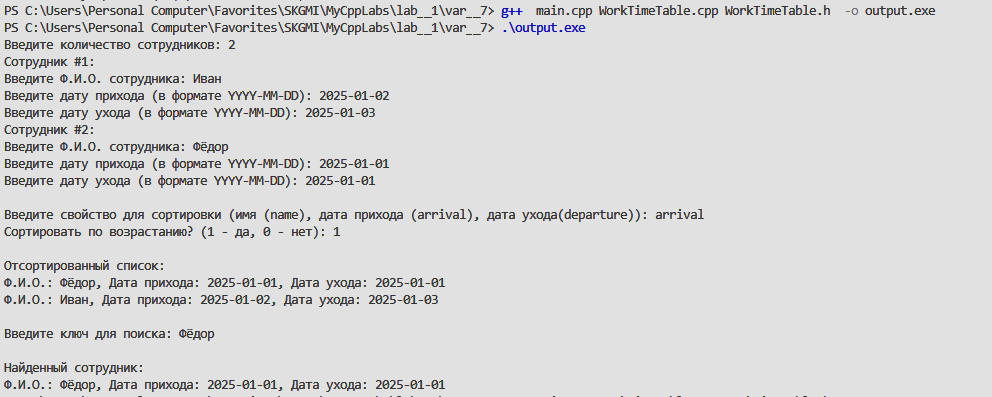 PS C:\Users\Personal Computer\Favorites\SKGMI\MyCppLabs\lab__1\var__7> g++  main.cpp WorkTimeTable.cpp WorkTimeTable.h  -o output.exe
PS C:\Users\Personal Computer\Favorites\SKGMI\MyCppLabs\lab__1\var__7> .\output.exe
Введите количество сотрудников: 2
Сотрудник #1:
Введите Ф.И.О. сотрудника: Иван
Введите дату прихода (в формате YYYY-MM-DD): 2025-01-02
Введите дату ухода (в формате YYYY-MM-DD): 2025-01-03
Сотрудник #2:
Введите Ф.И.О. сотрудника: Фёдор
Введите дату прихода (в формате YYYY-MM-DD): 2025-01-01
Введите дату ухода (в формате YYYY-MM-DD): 2025-01-01
Введите свойство для сортировки (имя (name), дата прихода (arrival), дата ухода(departure)): arrival
Сортировать по возрастанию? (1 - да, 0 - нет): 1
Отсортированный список:
Ф.И.О.: Фёдор, Дата прихода: 2025-01-01, Дата ухода: 2025-01-01
Ф.И.О.: Иван, Дата прихода: 2025-01-02, Дата ухода: 2025-01-03
Введите ключ для поиска: Фёдор
Найденный сотрудник:
Ф.И.О.: Фёдор, Дата прихода: 2025-01-01, Дата ухода: 2025-01-01